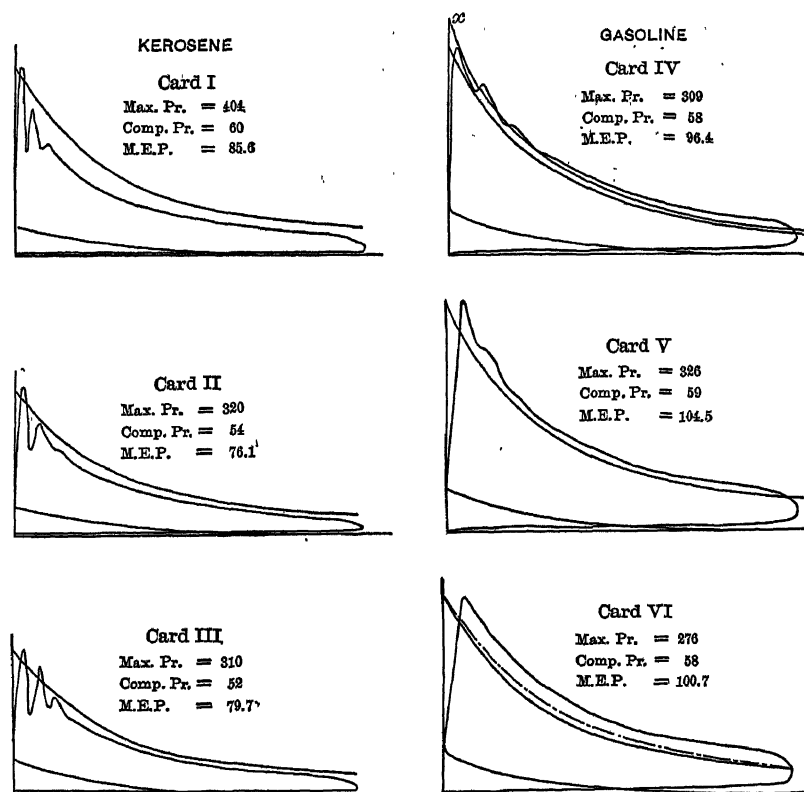 KEROSENE
Card I
Max. Pr. = 404
Comp. Pr. = 60
M.E.P. = 85.6
Card II
Max. Pr. = 320
Comp. Pr. = 54
M.E.P. = 76.1
Card III
Max. Pr. = 310
Comp. Pr. = 52
M.E.P. = 79.7
x
GASOLINE
Card IV
Max. Pr. = 309
Comp. Pr. = 58
M.E.P. = 96.4
Card V
Max. Pr. = 326
Comp. Pr. = 59
M.E.P. = 104.5
Card VI
Max. Pr. = 276
Comp. Pr. = 58
M.E.P. = 100.7